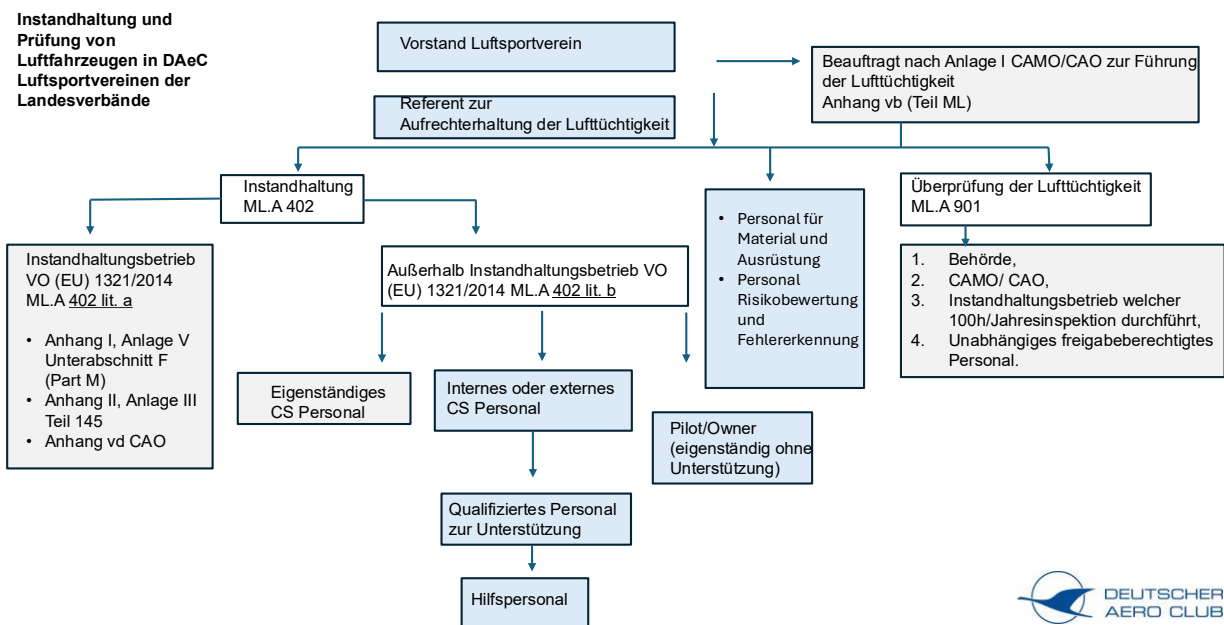 Instandhaltung und
Prüfung von
Luftfahrzeugen in DAeC
Luftsportvereinen der
Landesverbände
Vorstand Luftsportverein
Beauftragt nach Anlage I CAMO/CAO zur Führung
der Lufttüchtigkeit
Anhang vb (Teil ML)
Referent zur
Aufrechterhaltung der Lufttüchtigkeit
Instandhaltung
ML.A 402
Überprüfung der Lufttüchtigkeit
ML.A 901
Instandhaltungsbetrieb
VO (EU) 1321/2014
ML.A 402 lit. a
• Anhang I, Anlage V
Unterabschnitt F
(Part M)
• Anhang II, Anlage III
Teil 145
• Anhang vd CAO
Außerhalb Instandhaltungsbetrieb VO
(EU) 1321/2014 ML.A 402 lit. b
• Personal für
Material und
Ausrüstung
• Personal
Risikobewertung
und
Fehlererkennung
1. Behörde,
2. CAMO/ CAO,
3. Instandhaltungsbetrieb welcher
100h/Jahresinspektion durchführt,
4. Unabhängiges freigabeberechtigtes
Personal.
Eigenständiges
CS Personal
Internes oder externes
CS Personal
Pilot/Owner
(eigenständig ohne
Unterstützung)
Qualifiziertes Personal
zur Unterstützung
Hilfspersonal
DEUTSCHER
AERO CLUB